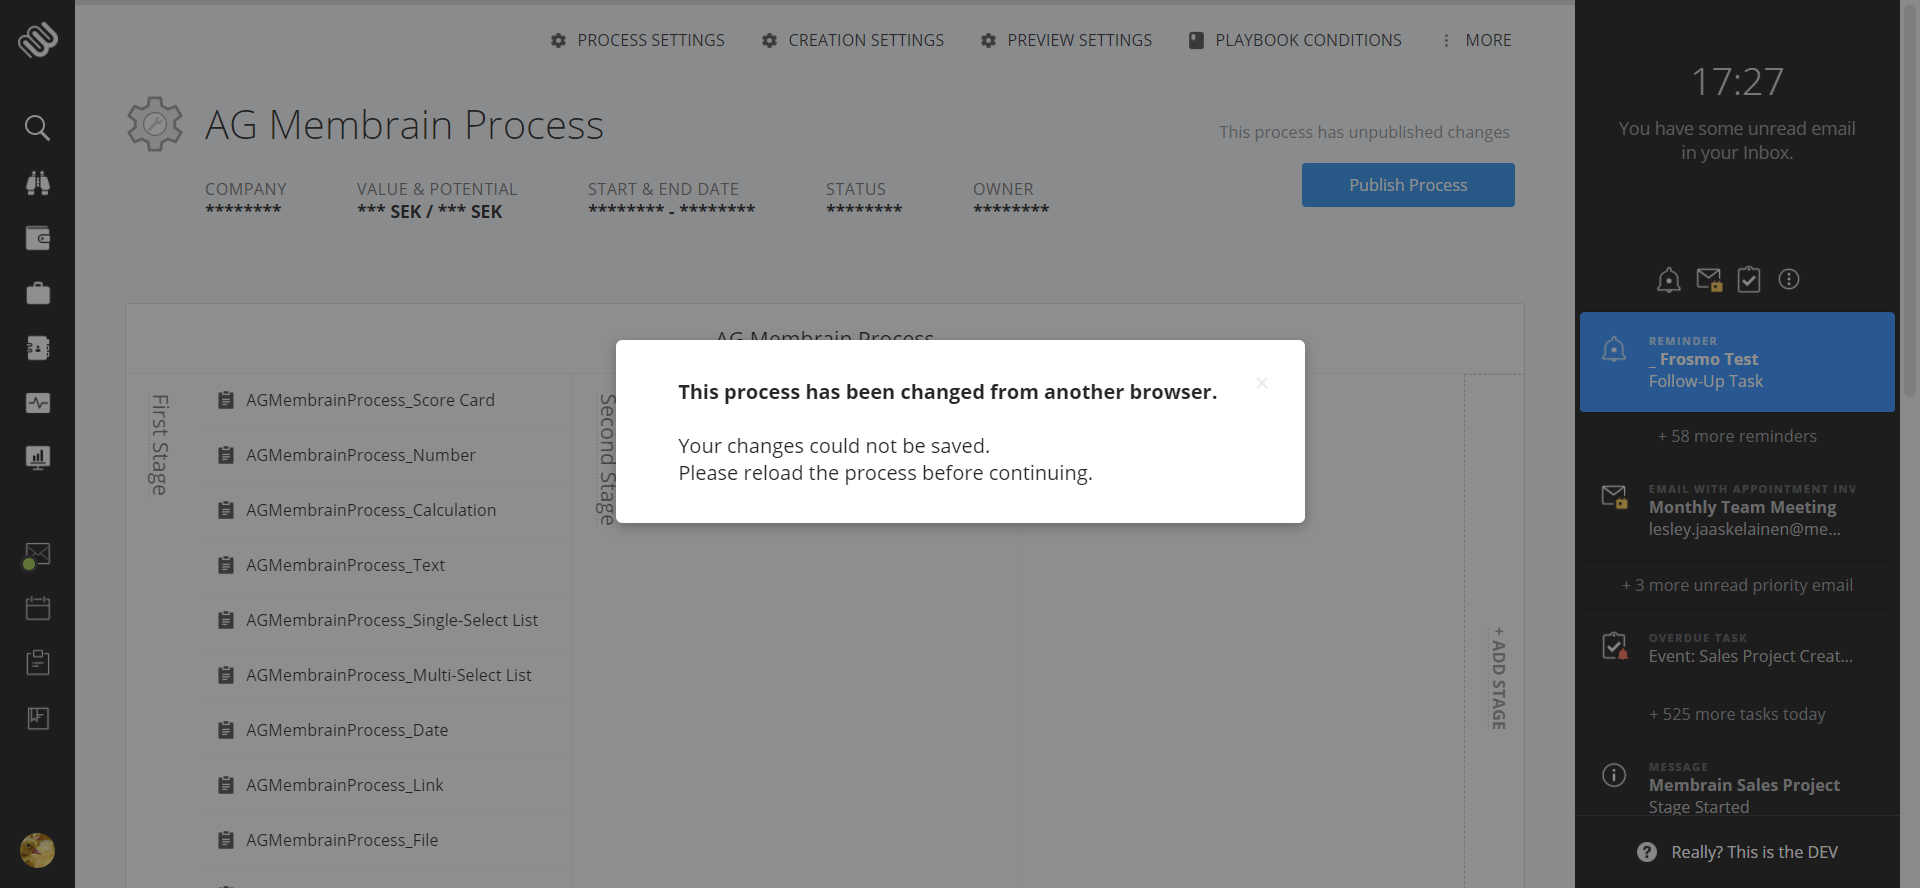 PROCESS SETTINGS
CREATION SETTINGS
PREVIEW SETTINGS
PLAYBOOK CONDITIONS
MORE
AG Membrain Process
This process has unpublished changes
Publish Process
COMPANY
********
VALUE & POTENTIAL
*** SEK / *** SEK
START & END DATE
******** - ********
STATUS
********
OWNER
********
AG Membrain Process
First Stage
AGMembrainProcess_Score Card
AGMembrainProcess_Number
AGMembrainProcess_Calculation
AGMembrainProcess_Text
AGMembrainProcess_Single-Select List
AGMembrainProcess_Multi-Select List
AGMembrainProcess_Date
AGMembrainProcess_Link
AGMembrainProcess_File
Second Stage
This process has been changed from another browser.
Your changes could not be saved.
Please reload the process before continuing.
+ ADD STAGE
17:27
You have some unread email
in your Inbox.
REMINDER
_ Frosmo Test
Follow-Up Task
+ 58 more reminders
EMAIL WITH APPOINTMENT INV
Monthly Team Meeting
lesley.jaaskelainen@me...
+ 3 more unread priority email
OVERDUE TASK
Event: Sales Project Creat...
+ 525 more tasks today
MESSAGE
Membrain Sales Project
Stage Started
Really? This is the DEV